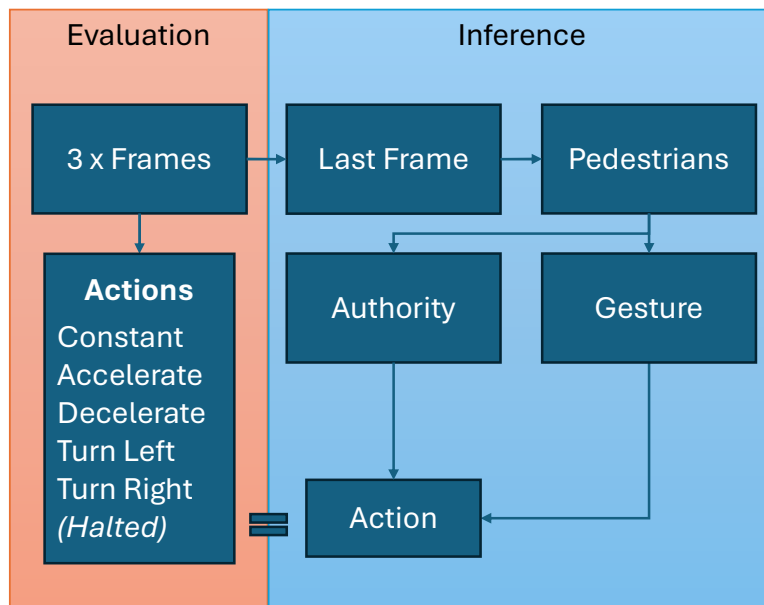 Evaluation
Inference
3 x Frames
Last Frame
Pedestrians
Actions
Constant
Accelerate
Decelerate
Turn Left
Turn Right
(Halted)
Authority
Gesture
Action